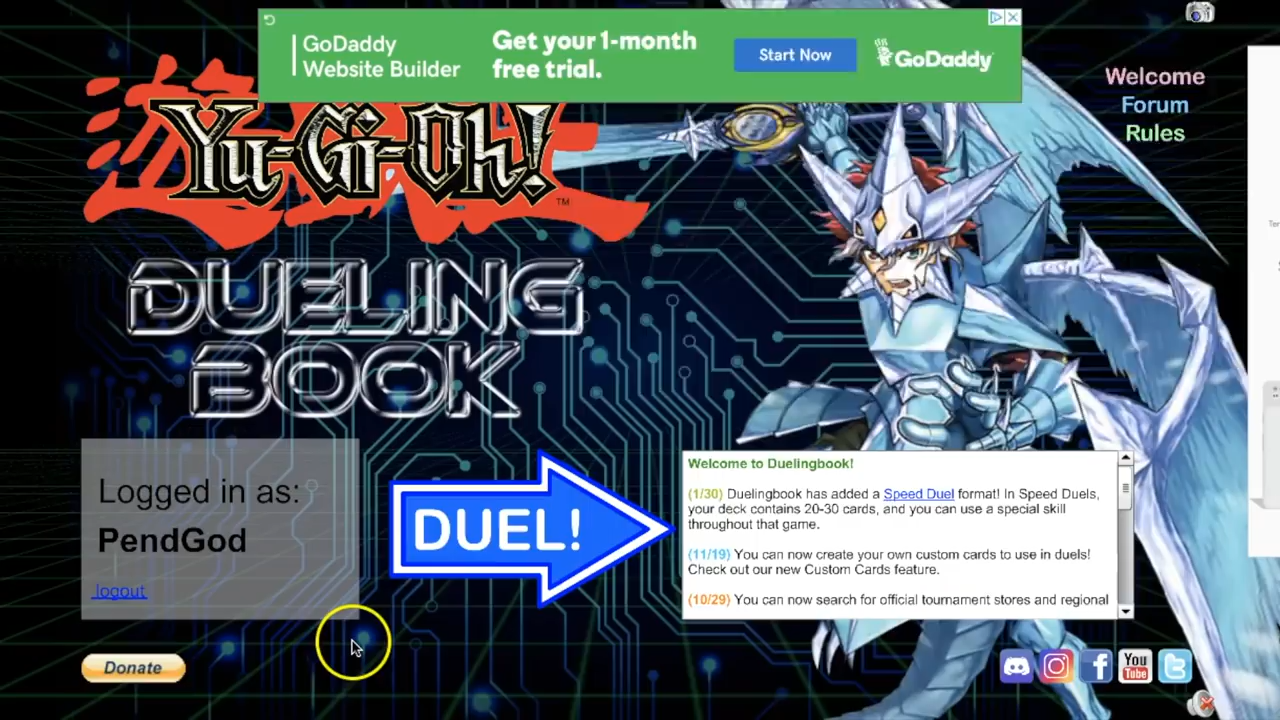 GoDaddy
Website Builder
Get your 1-month
free trial.
Start Now
GoDaddy
Welcome
Forum
Rules
Yu-Gi-Oh!
TM
DUELING
BOOK
Logged in as:
PendGod
logout
DUEL!
Welcome to Duelingbook!
(1/30) Duelingbook has added a Speed Duel format! In Speed Duels,
your deck contains 20-30 cards, and you can use a special skill
throughout that game.
(11/19) You can now create your own custom cards to use in duels!
Check out our new Custom Cards feature.
(10/29) You can now search for official tournament stores and regional
Donate
You
Tube